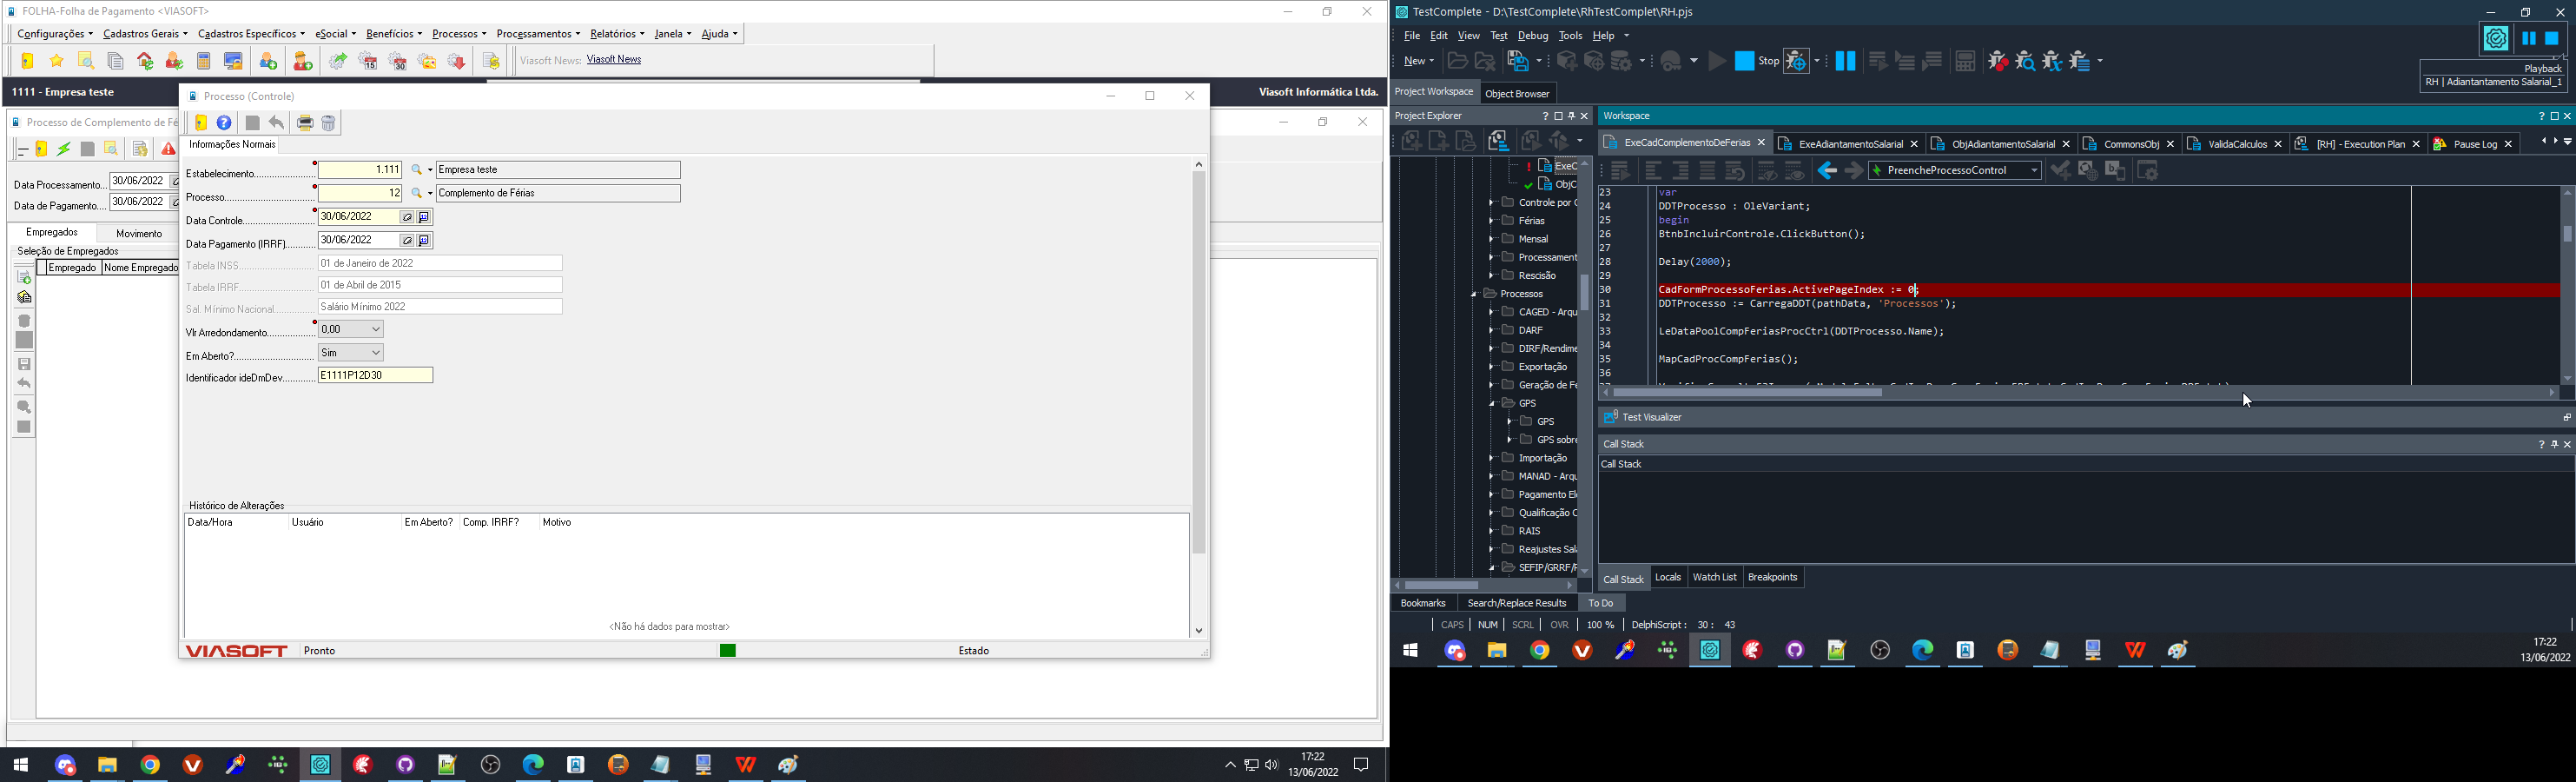 FOLHA-Folha de Pagamento <VIASOFT>
Configurações Cadastros Gerais Cadastros Específicos eSocial Benefícios Processos Processamentos Relatórios Janela Ajuda
Viasoft News: Viasoft News
1111 - Empresa teste
Viasoft Informática Ltda.
Processo de Complemento de Fé
Data Processamento... 30/06/2022
Data de Pagamento.... 30/06/2022
Empregados Movimento
Seleção de Empregados
Empregado Nome Empregado
Processo (Controle)
Informações Normais
Estabelecimento 1.111 Empresa teste
Processo 12 Complemento de Férias
Data Controle 30/06/2022
Data Pagamento (IRRF) 30/06/2022
Tabela INSS 01 de Janeiro de 2022
Tabela IRRF 01 de Abril de 2015
Sal. Mínimo Nacional Salário Mínimo 2022
Vlr Arredondamento 0,00
Em Aberto? Sim
Identificador ideDmDev E1111P12D30
Histórico de Alterações
Data/Hora Usuário Em Aberto? Comp. IRRF? Motivo
<Não há dados para mostrar>
VIASOFT Pronto Estado
17:22
13/06/2022
TestComplete - D:\TestComplete\RhTestComplet\RH.pjs
File Edit View Test Debug Tools Help
New Stop
Playback
RH | Adiantantamento Salarial_1
Project Workspace Object Browser
Project Explorer
Workspace
ExeCadComplementoDeFerias ExeAdiantamentoSalarial ObjAdiantamentoSalarial CommonsObj ValidaCalculos [RH] - Execution Plan Pause Log
PreencheProcessoControl
ExeC
ObjC
Controle por C
Férias
Mensal
Processament
Rescisão
Processos
CAGED - Arqu
DARF
DIRF/Rendime
Exportação
Geração de Fé
GPS
GPS
GPS sobre
Importação
MANAD - Arqu
Pagamento El
Qualificação C
RAIS
Reajustes Sala
SEFIP/GRRF/F
23 var
24 DDTProcesso : OleVariant;
25 begin
26 BtnbIncluirControle.ClickButton();
27
28 Delay(2000);
29
30 CadFormProcessoFerias.ActivePageIndex := 0;
31 DDTProcesso := CarregaDDT(pathData, 'Processos');
32
33 LeDataPoolCompFeriasProcCtrl(DDTProcesso.Name);
34
35 MapCadProcCompFerias();
36
Test Visualizer
Call Stack
Call Stack
Call Stack Locals Watch List Breakpoints
Bookmarks Search/Replace Results To Do
CAPS NUM SCRL OVR 100 % DelphiScript : 30 : 43
17:22
13/06/2022